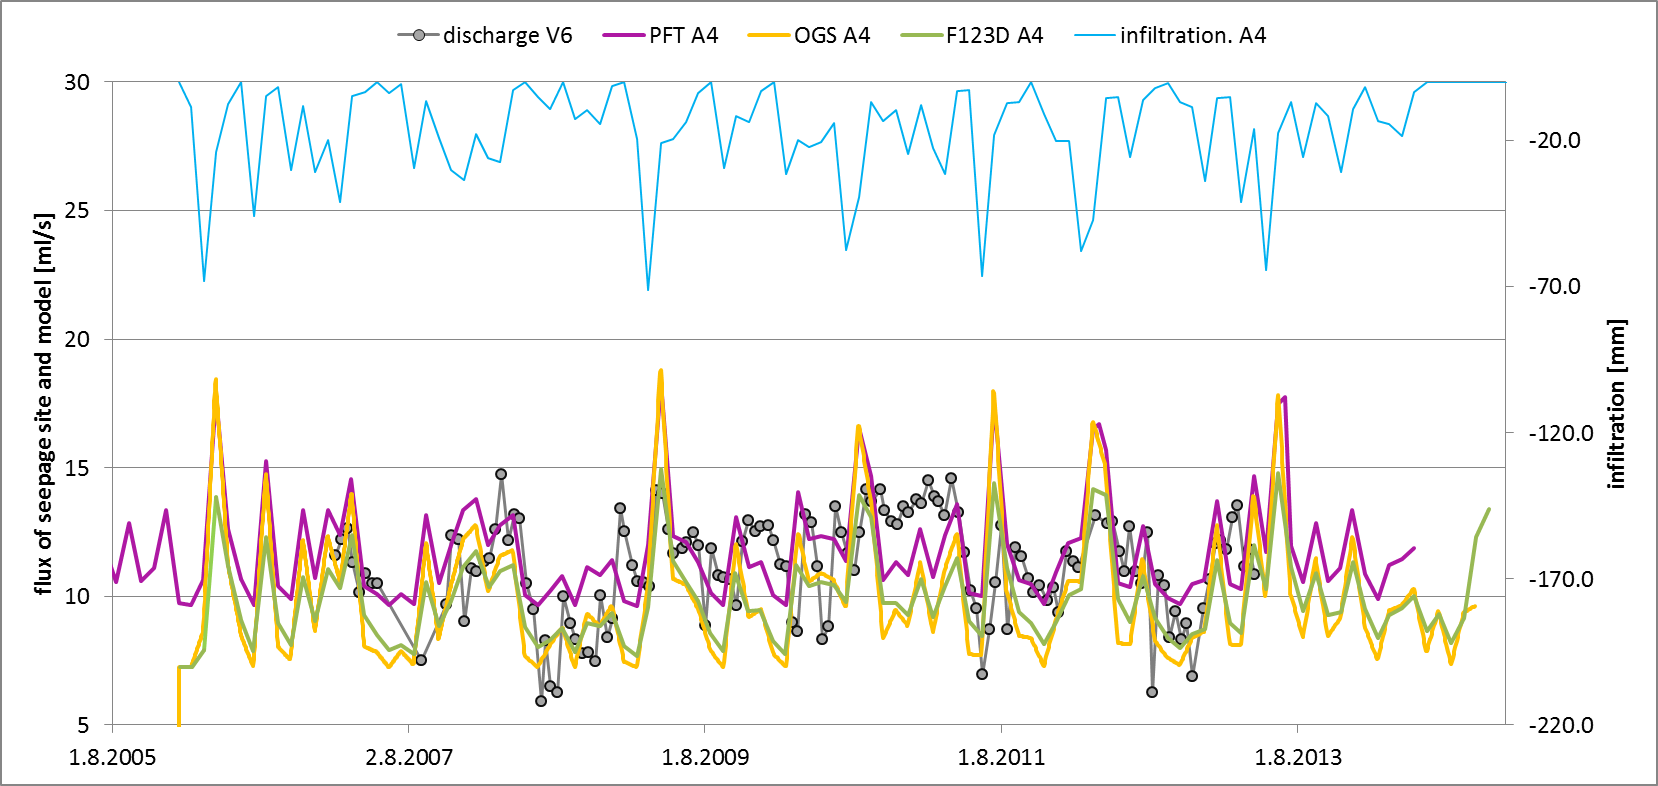 discharge V6 PFT A4 OGS A4 F123D A4 infiltration. A4
30
25
20
15
10
5
flux of seepage site and model [ml/s]
-20.0
-70.0
-120.0
-170.0
-220.0
infiltration [mm]
1.8.2005 2.8.2007 1.8.2009 1.8.2011 1.8.2013